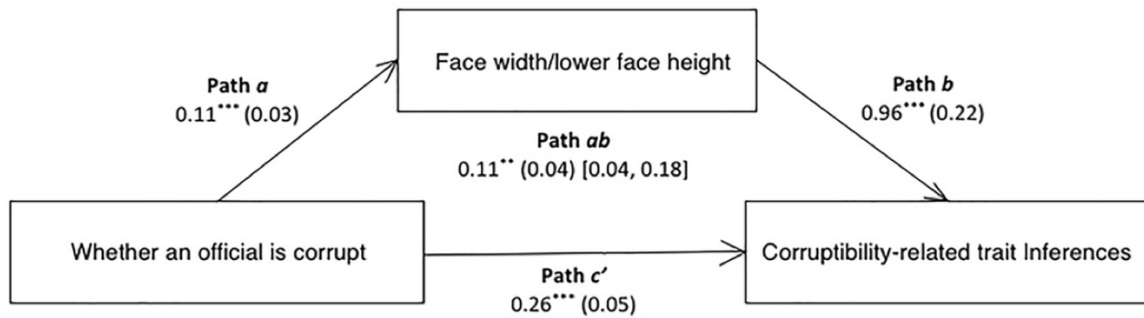 Face width/lower face height
Path a
0.11*** (0.03)
Path b
0.96*** (0.22)
Path ab
0.11** (0.04) [0.04, 0.18]
Whether an official is corrupt
Corruptibility-related trait Inferences
Path c′
0.26*** (0.05)